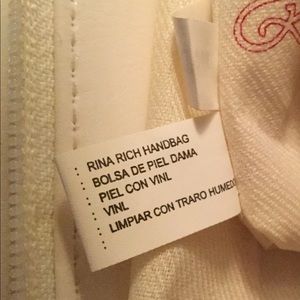 RINA RICH HANDBAG
BOLSA DE PIEL DAMA
PIEL CON VINL
VINL
LIMPIAR CON TRARO HUMEDO